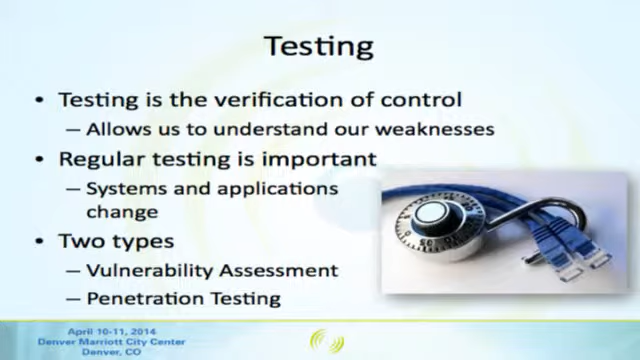 Testing
• Testing is the verification of control
– Allows us to understand our weaknesses
• Regular testing is important
– Systems and applications
change
• Two types
– Vulnerability Assessment
– Penetration Testing
April 10-11, 2014
Denver Marriott City Center
Denver, CO